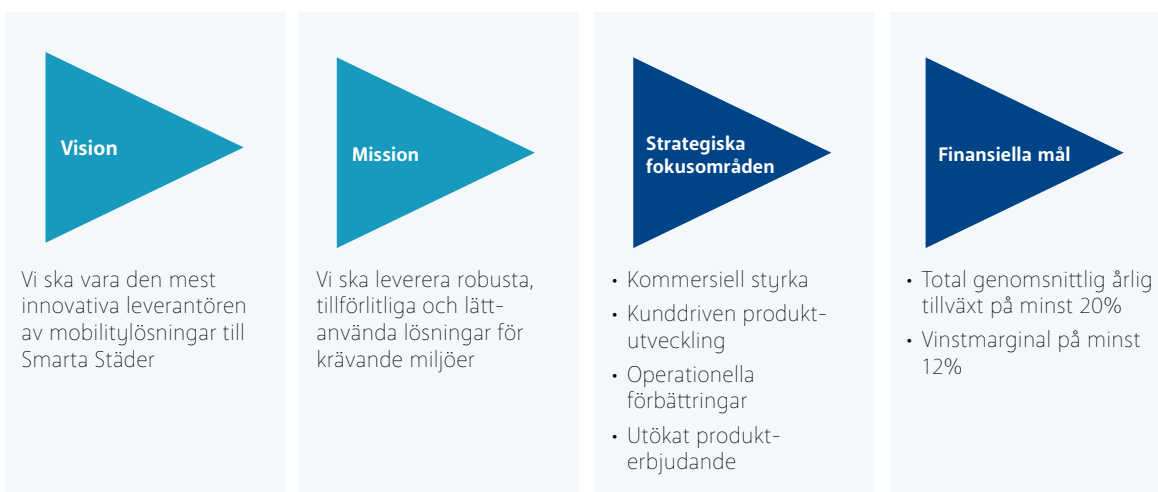 Vision
Vi ska vara den mest
innovativa leverantören
av mobilitylösningar till
Smarta Städer
Mission
Vi ska leverera robusta,
tillförlitliga och lätt-
använda lösningar för
krävande miljöer
Strategiska
fokusområden
• Kommersiell styrka
• Kunddriven produkt-
utveckling
• Operationella
förbättringar
• Utökat produkt-
erbjudande
Finansiella mål
• Total genomsnittlig årlig
tillväxt på minst 20%
• Vinstmarginal på minst
12%